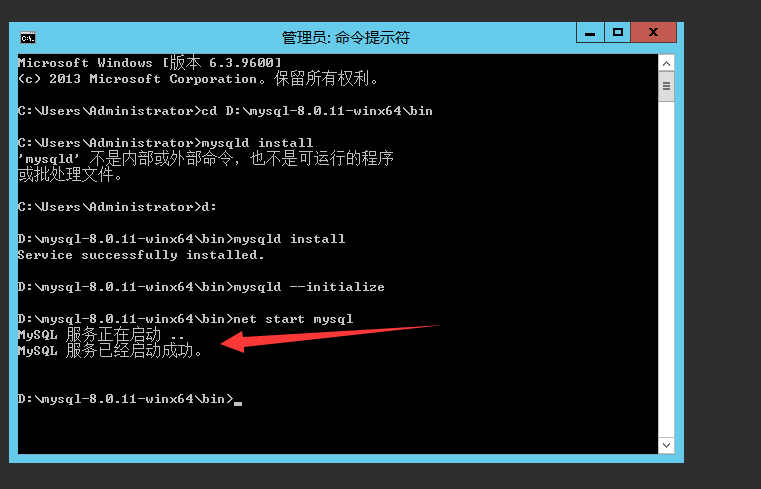 管理员: 命令提示符
Microsoft Windows [版本 6.3.9600]
(c) 2013 Microsoft Corporation。保留所有权利。
C:\Users\Administrator>cd D:\mysql-8.0.11-winx64\bin
C:\Users\Administrator>mysqld install
'mysqld' 不是内部或外部命令，也不是可运行的程序
或批处理文件。
C:\Users\Administrator>d:
D:\mysql-8.0.11-winx64\bin>mysqld install
Service successfully installed.
D:\mysql-8.0.11-winx64\bin>mysqld --initialize
D:\mysql-8.0.11-winx64\bin>net start mysql
MySQL 服务正在启动 ..
MySQL 服务已经启动成功。
D:\mysql-8.0.11-winx64\bin>